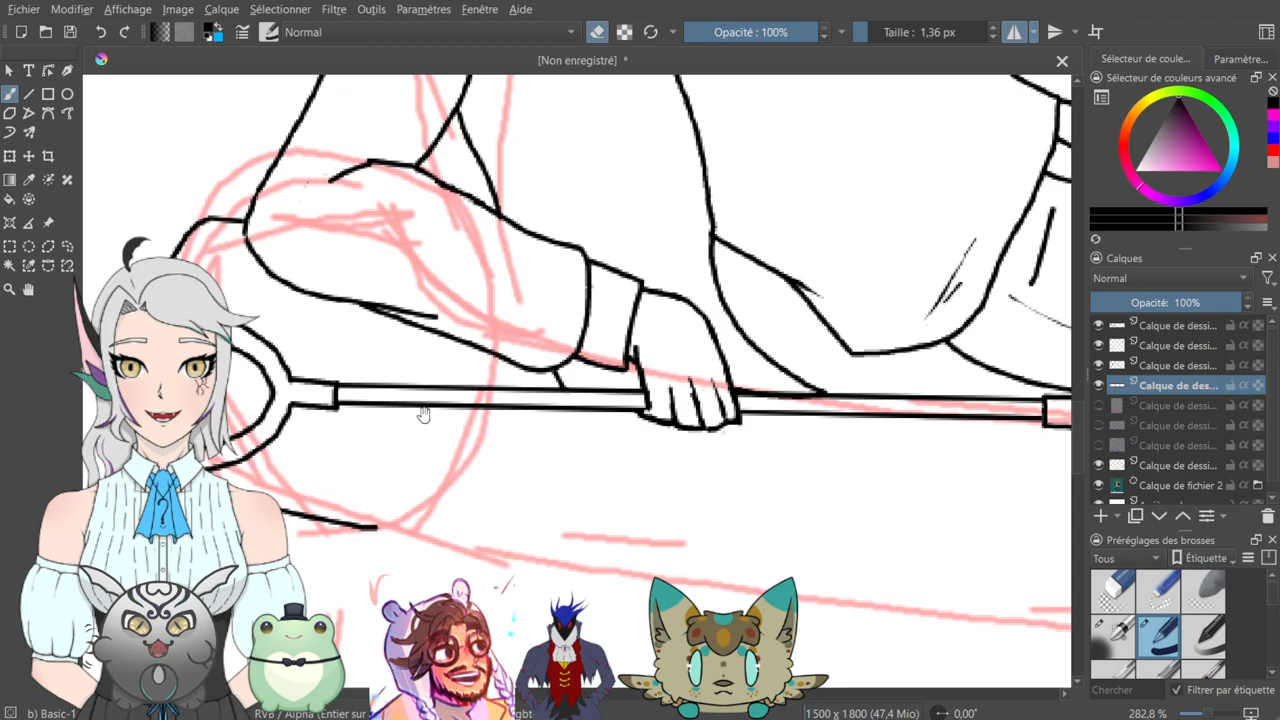 Fichier Modifier Affichage Image Calque Sélectionner Filtre Outils Paramètres Fenêtre Aide
Normal Opacité : 100% Taille : 1,36 px
[Non enregistré] *
Sélecteur de coule... Paramètre...
Sélecteur de couleurs avancé
Calques
Normal
Opacité: 100%
Calque de dessi...
Calque de dessi...
Calque de dessi...
Calque de des...
Calque de dessi...
Calque de dessi...
Calque de dessi...
Calque de dessi...
Calque de fichier 2
Préréglages des brosses
Tous Étiquette
Chercher Filtrer par étiquette
b) Basic-1 RVB / Alpha (Entier sur gbt 1 500 x 1 800 (47,4 Mio) 0,00° 282,8 %